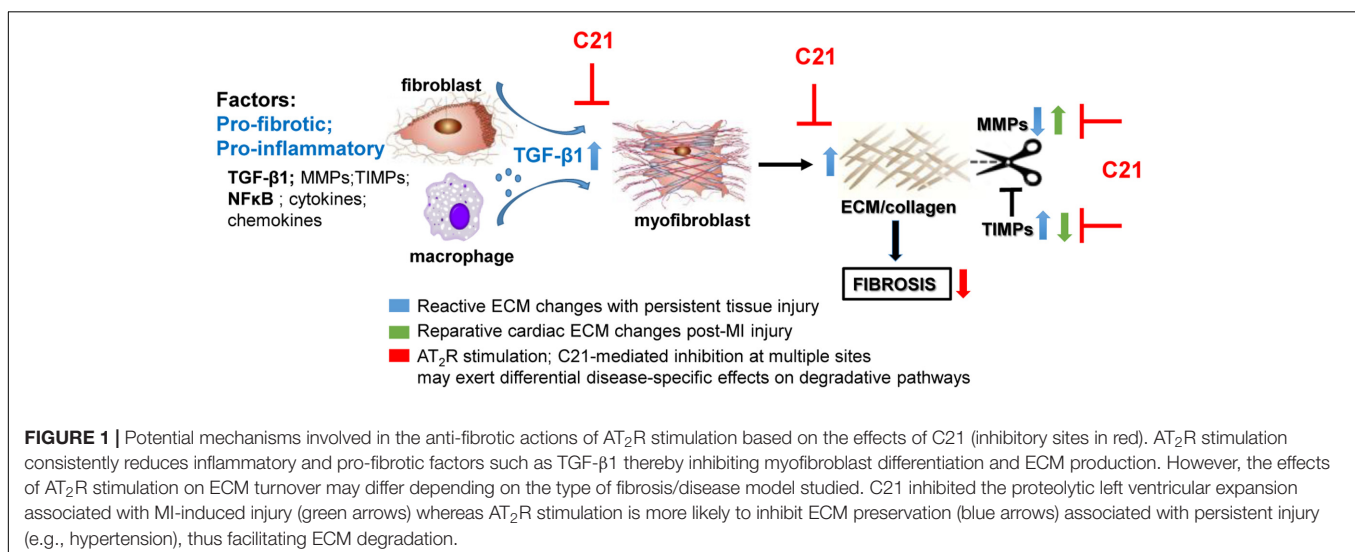 C21
C21
fibroblast
Factors:
Pro-fibrotic;
Pro-inflammatory
TGF-β1; MMPs;TIMPs;
NFκB ; cytokines;
chemokines
TGF-β1
macrophage
myofibroblast
ECM/collagen
MMPs
C21
TIMPs
FIBROSIS
Reactive ECM changes with persistent tissue injury
Reparative cardiac ECM changes post-MI injury
AT₂R stimulation; C21-mediated inhibition at multiple sites
may exert differential disease-specific effects on degradative pathways
FIGURE 1 | Potential mechanisms involved in the anti-fibrotic actions of AT₂R stimulation based on the effects of C21 (inhibitory sites in red). AT₂R stimulation
consistently reduces inflammatory and pro-fibrotic factors such as TGF-β1 thereby inhibiting myofibroblast differentiation and ECM production. However, the effects
of AT₂R stimulation on ECM turnover may differ depending on the type of fibrosis/disease model studied. C21 inhibited the proteolytic left ventricular expansion
associated with MI-induced injury (green arrows) whereas AT₂R stimulation is more likely to inhibit ECM preservation (blue arrows) associated with persistent injury
(e.g., hypertension), thus facilitating ECM degradation.